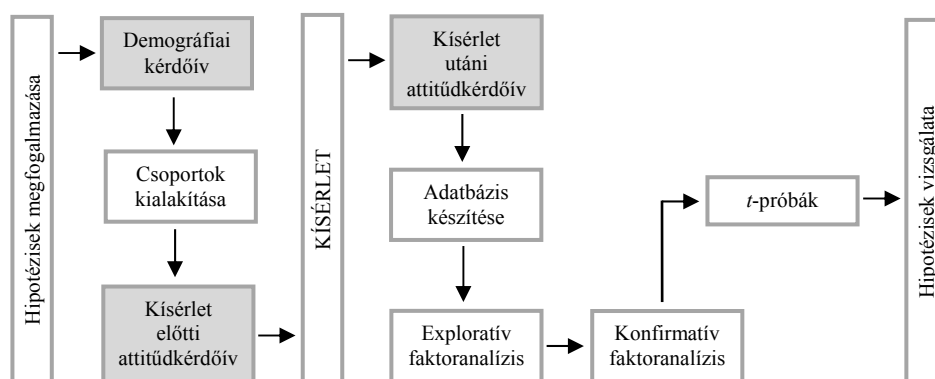 Hipotézisek megfogalmazása
Demográfiai
kérdőív
Csoportok
kialakítása
Kísérlet
előtti
attitűdkérdőív
KÍSÉRLET
Kísérlet
utáni
attitűdkérdőív
Adatbázis
készítése
Exploratív
faktoranalízis
Konfirmatív
faktoranalízis
t-próbák
Hipotézisek vizsgálata